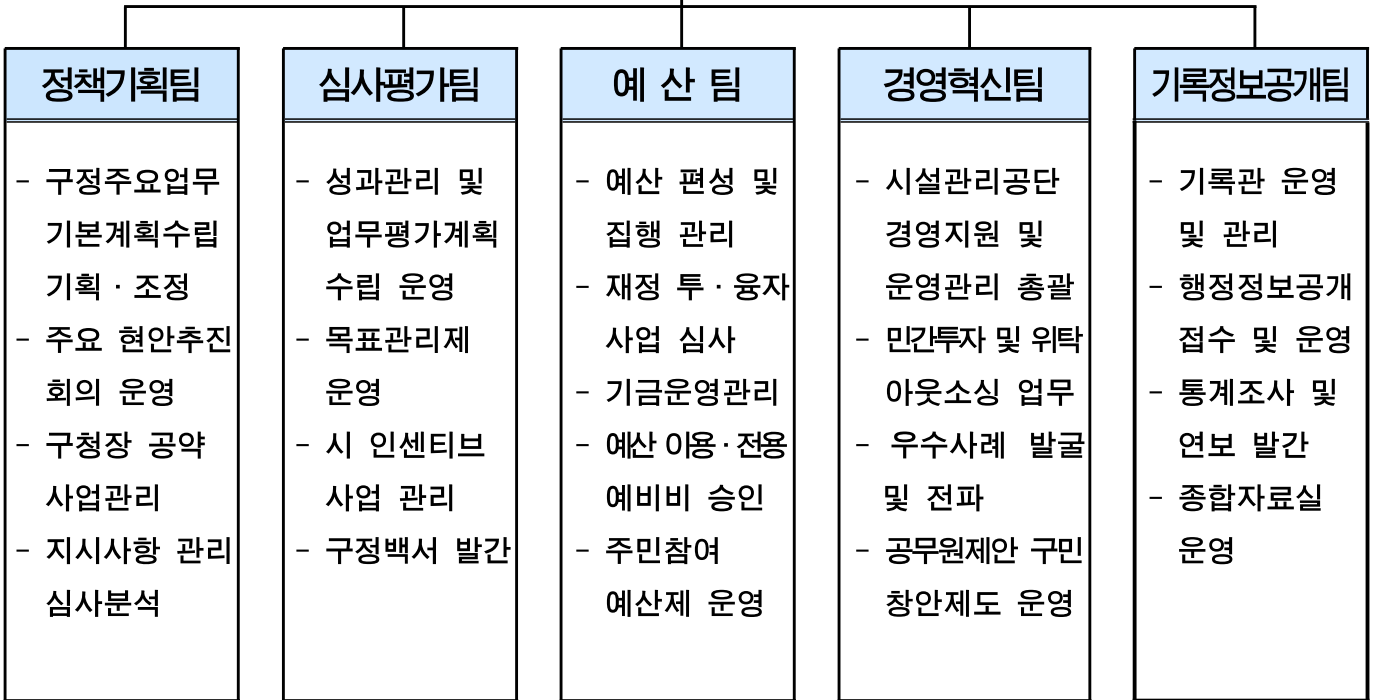 정책기획팀
- 구정주요업무
기본계획수립
기획·조정
- 주요 현안추진
회의 운영
- 구청장 공약
사업관리
- 지시사항 관리
심사분석
심사평가팀
- 성과관리 및
업무평가계획
수립 운영
- 목표관리제
운영
- 시 인센티브
사업 관리
- 구정백서 발간
예 산 팀
- 예산 편성 및
집행 관리
- 재정 투·융자
사업 심사
- 기금운영관리
- 예산 이용·전용
예비비 승인
- 주민참여
예산제 운영
경영혁신팀
- 시설관리공단
경영지원 및
운영관리 총괄
- 민간투자 및 위탁
아웃소싱 업무
- 우수사례 발굴
및 전파
- 공무원제안 구민
창안제도 운영
기록정보공개팀
- 기록관 운영
및 관리
- 행정정보공개
접수 및 운영
- 통계조사 및
연보 발간
- 종합자료실
운영